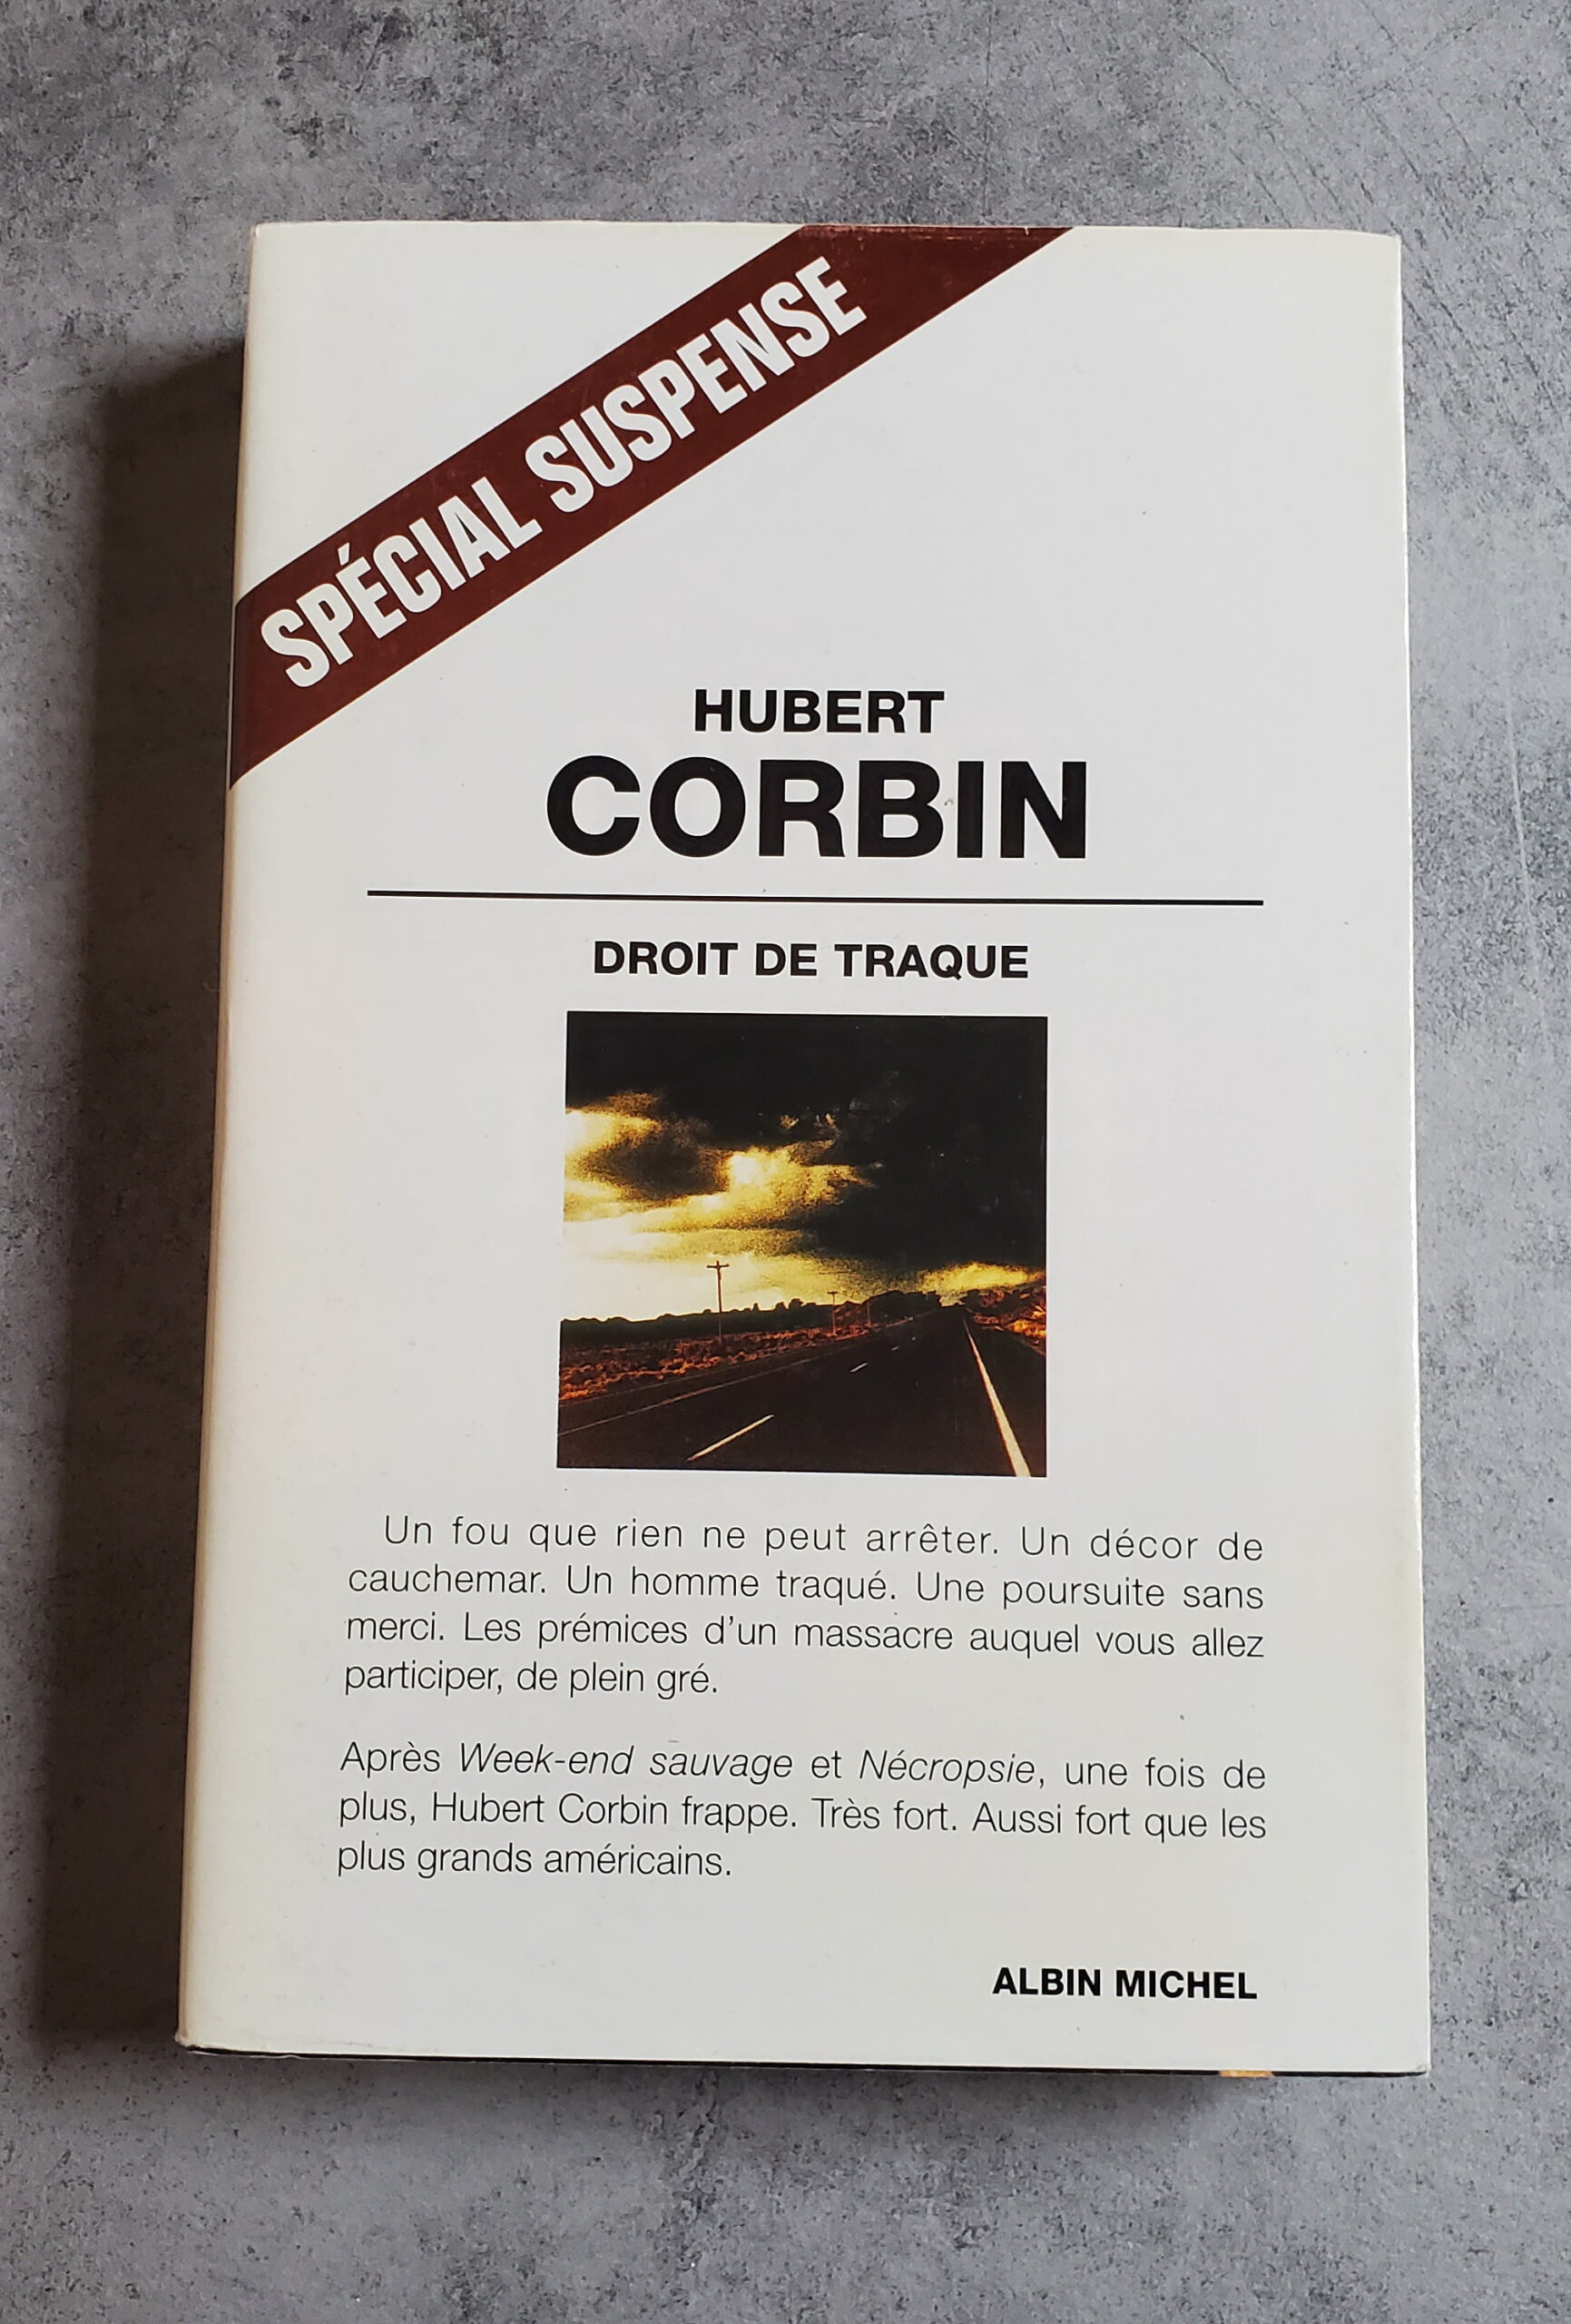 SPÉCIAL SUSPENSE
HUBERT
CORBIN
DROIT DE TRAQUE
Un fou que rien ne peut arrêter. Un décor de
cauchemar. Un homme traqué. Une poursuite sans
merci. Les prémices d'un massacre auquel vous allez
participer, de plein gré.
Après Week-end sauvage et Nécropsie, une fois de
plus, Hubert Corbin frappe. Très fort. Aussi fort que les
plus grands américains.
ALBIN MICHEL